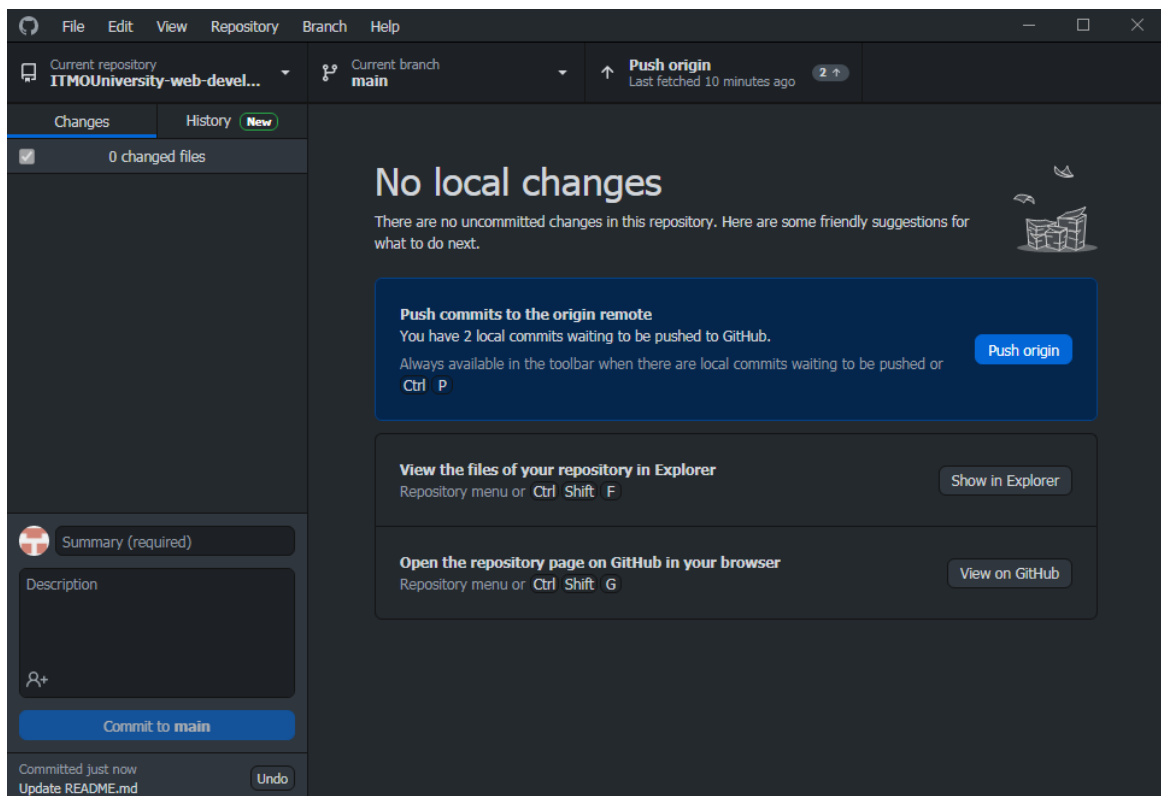 File Edit View Repository Branch Help
Current repository
ITMOUniversity-web-devel...
Current branch
main
Push origin
Last fetched 10 minutes ago
2
Changes
History New
0 changed files
No local changes
There are no uncommitted changes in this repository. Here are some friendly suggestions for
what to do next.
Push commits to the origin remote
You have 2 local commits waiting to be pushed to GitHub.
Always available in the toolbar when there are local commits waiting to be pushed or
Ctrl P
Push origin
View the files of your repository in Explorer
Repository menu or Ctrl Shift F
Show in Explorer
Open the repository page on GitHub in your browser
Repository menu or Ctrl Shift G
View on GitHub
Summary (required)
Description
Commit to main
Committed just now
Update README.md
Undo